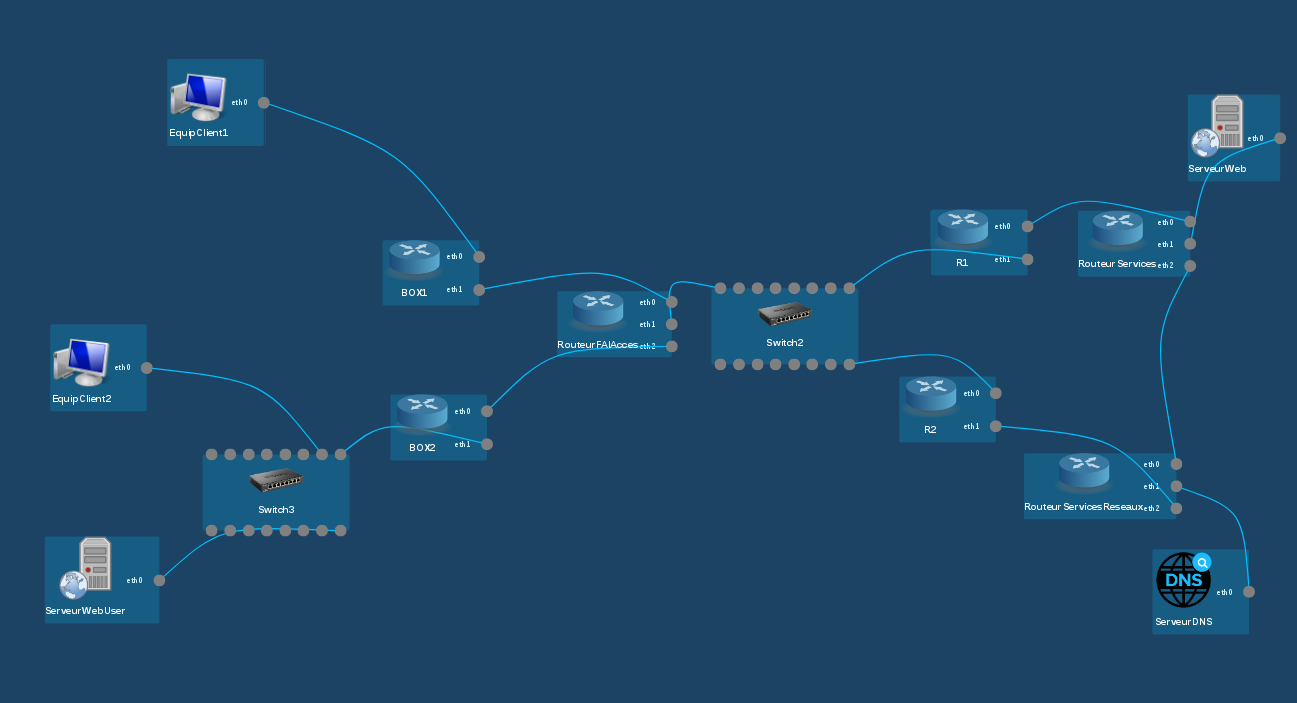 eth0
EquipClient1
eth0
ServeurWeb
eth0
eth1
BOX1
eth0
eth1
R1
eth0
eth1
eth2
Routeur Services
eth0
eth1
eth2
RouteurFAIAcces
Switch2
eth0
EquipClient2
eth0
eth1
BOX2
eth0
eth1
R2
Switch3
eth0
eth1
eth2
Routeur ServicesReseaux
eth0
ServeurWebUser
DNS
eth0
ServeurDNS